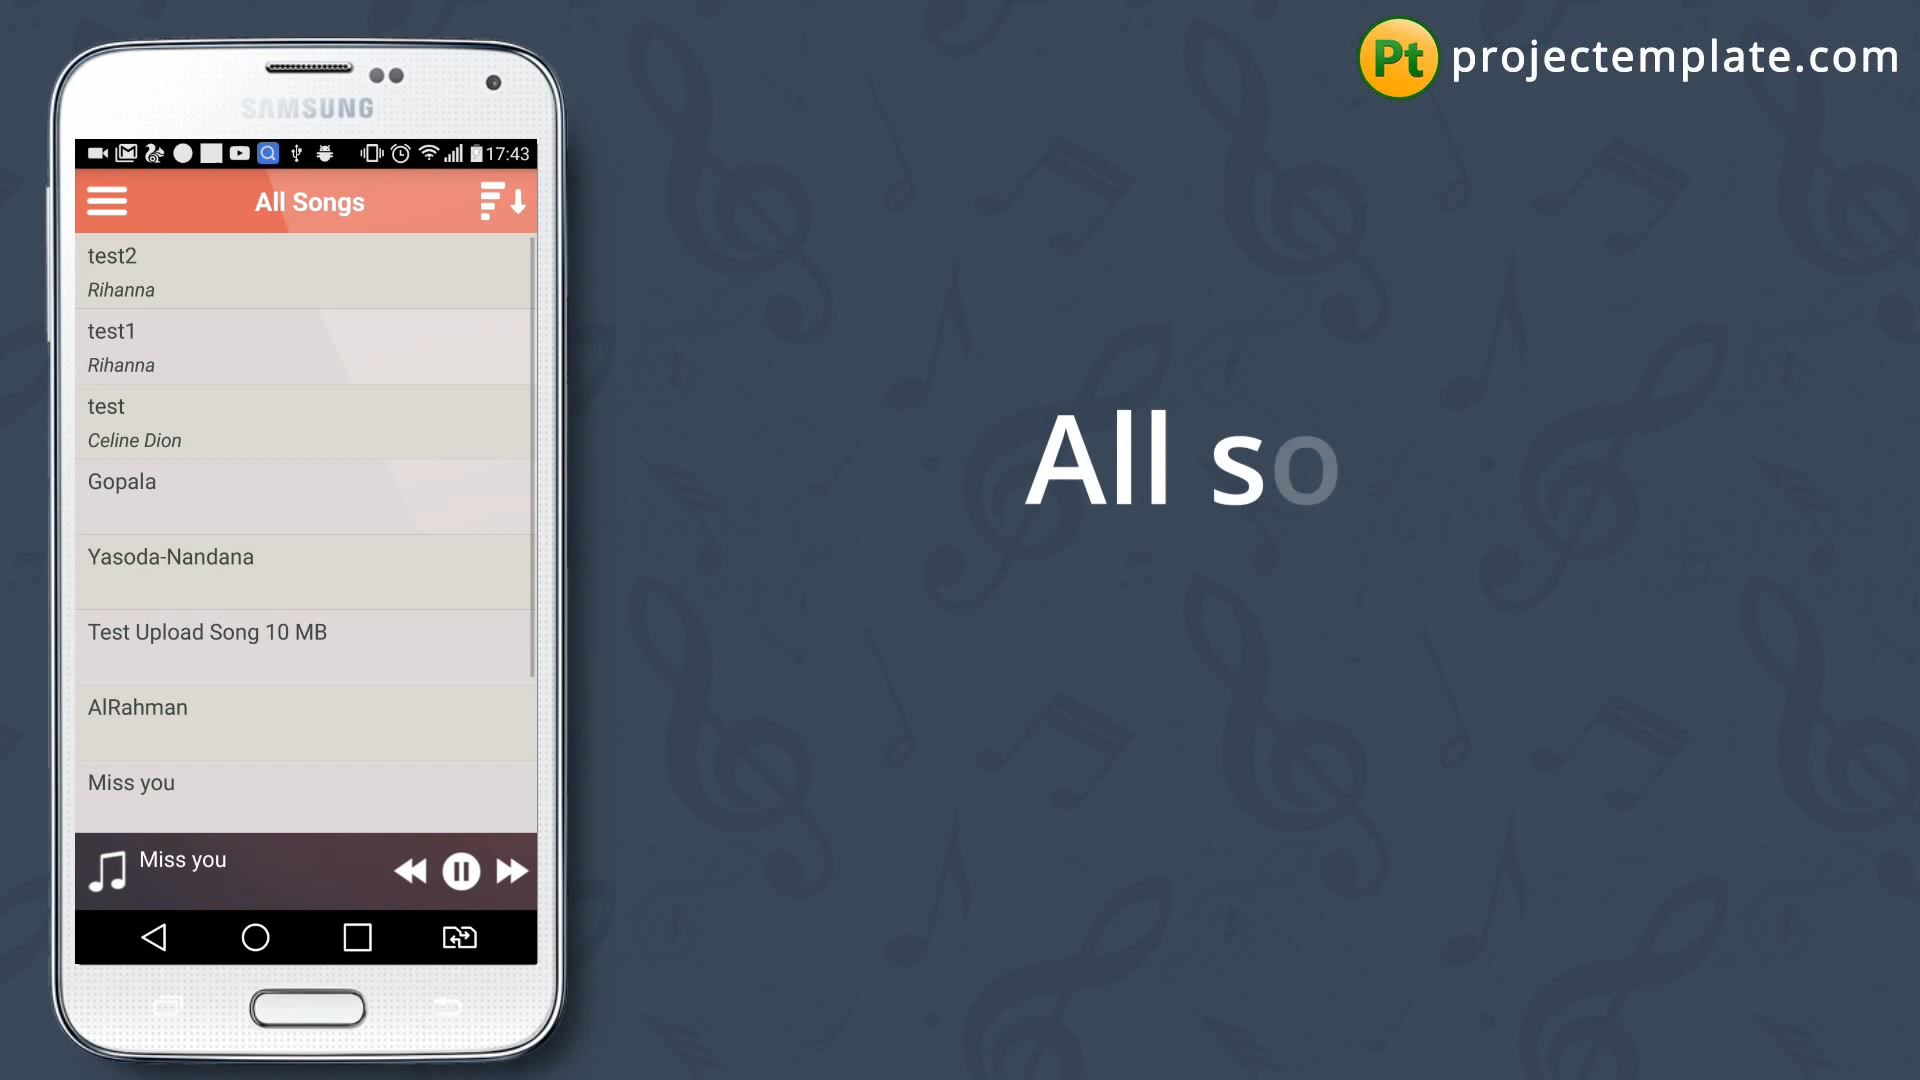 Pt projectemplate.com
SAMSUNG
17:43
All Songs
test2
Rihanna
test1
Rihanna
test
Celine Dion
Gopala
Yasoda-Nandana
Test Upload Song 10 MB
AlRahman
Miss you
Miss you
All so